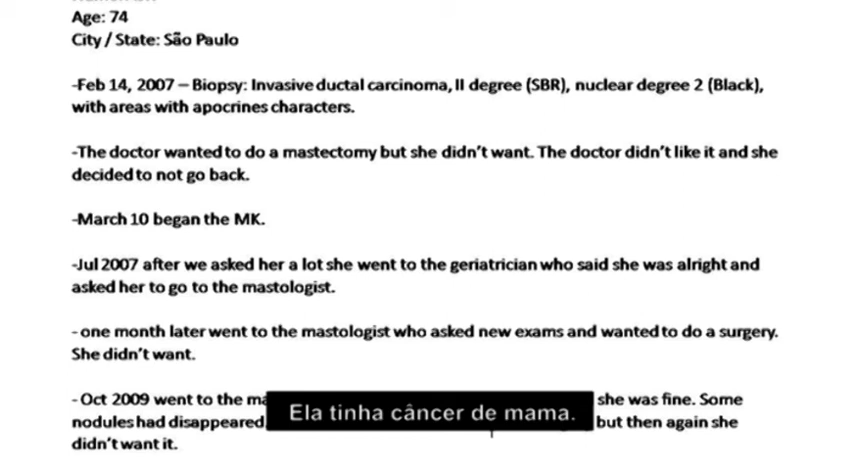 Age: 74
City / State: São Paulo
-Feb 14, 2007 – Biopsy: Invasive ductal carcinoma, II degree (SBR), nuclear degree 2 (Black),
with areas with apocrines characters.
-The doctor wanted to do a mastectomy but she didn't want. The doctor didn't like it and she
decided to not go back.
-March 10 began the MK.
-Jul 2007 after we asked her a lot she went to the geriatrician who said she was alright and
asked her to go to the mastologist.
- one month later went to the mastologist who asked new exams and wanted to do a surgery.
She didn't want.
- Oct 2009 went to the she was fine. Some
nodules had disappeared but then again she
didn't want it.
Ela tinha câncer de mama.